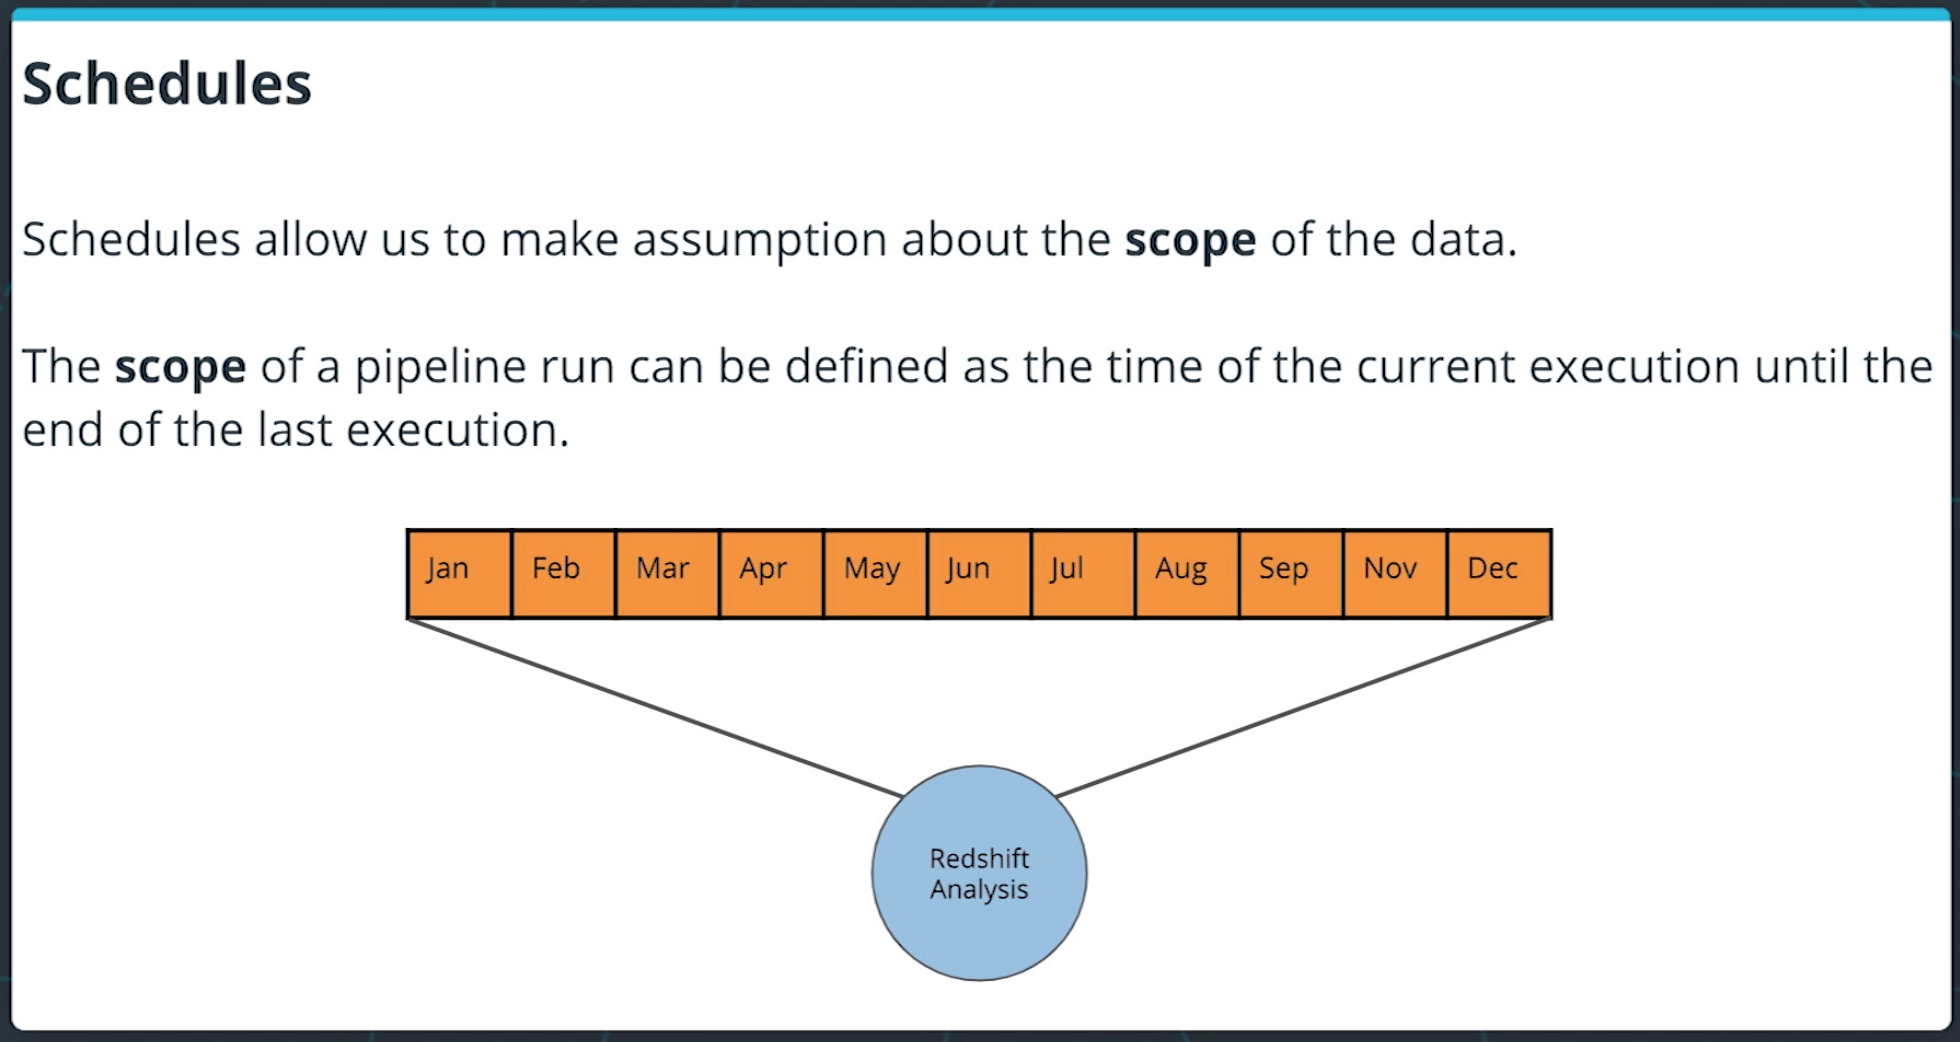 Schedules
Schedules allow us to make assumption about the scope of the data.
The scope of a pipeline run can be defined as the time of the current execution until the
end of the last execution.
Jan Feb Mar Apr May Jun Jul Aug Sep Nov Dec
Redshift
Analysis